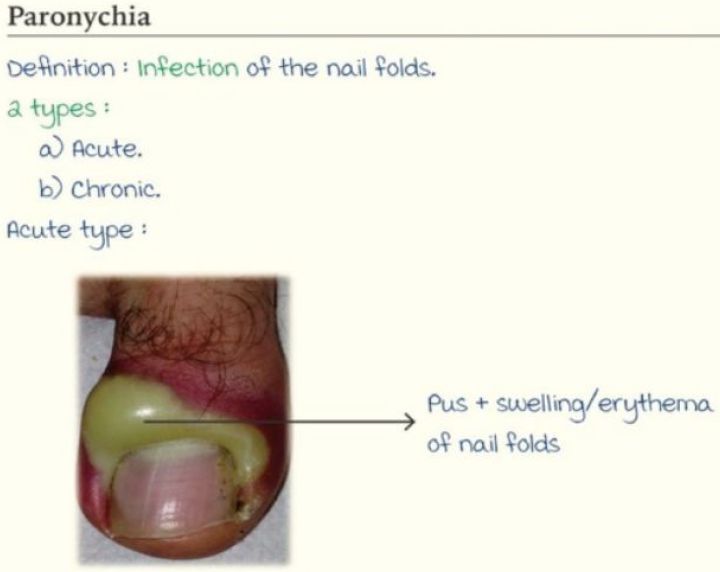 Paronychia
Definition : Infection of the nail folds.
2 types :
a) Acute.
b) Chronic.
Acute type :
Pus + swelling/erythema
of nail folds